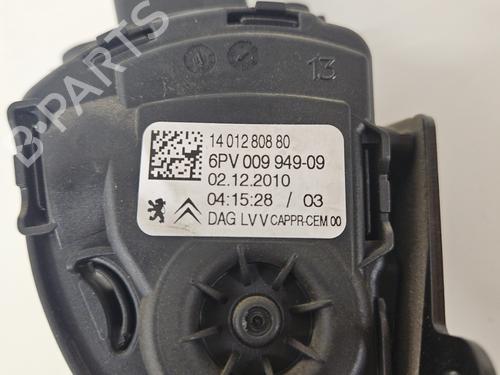 B-PARTS
13
14 012 808 80
6PV 009 949-09
02.12.2010
04:15:28 / 03
DAG LV V CAPPR-CEM 00